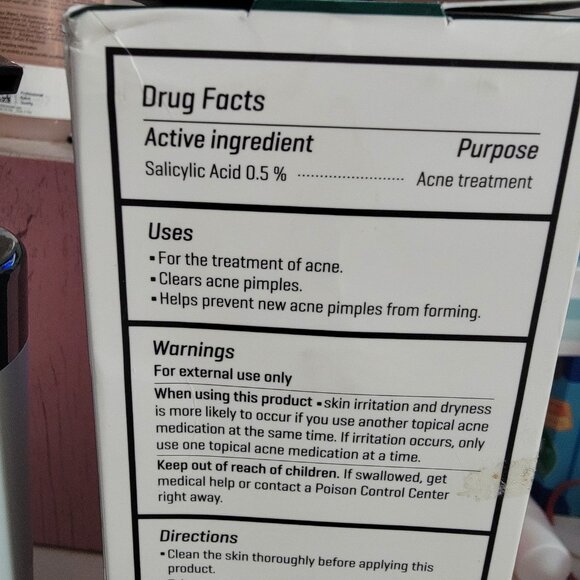 Drug Facts
Active ingredient Purpose
Salicylic Acid 0.5 % ........................ Acne treatment
Uses
▪ For the treatment of acne.
▪ Clears acne pimples.
▪ Helps prevent new acne pimples from forming.
Warnings
For external use only
When using this product ▪ skin irritation and dryness
is more likely to occur if you use another topical acne
medication at the same time. If irritation occurs, only
use one topical acne medication at a time.
Keep out of reach of children. If swallowed, get
medical help or contact a Poison Control Center
right away.
Directions
▪ Clean the skin thoroughly before applying this
product.